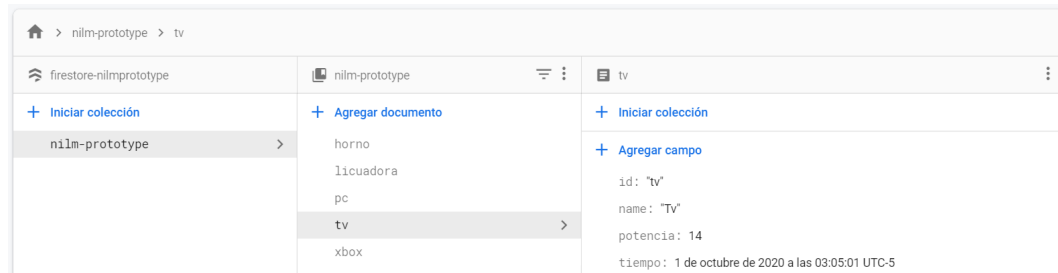 nilm-prototype > tv
firestore-nilmprototype
+ Iniciar colección
nilm-prototype >
nilm-prototype
+ Agregar documento
horno
licuadora
pc
tv >
xbox
tv
+ Iniciar colección
+ Agregar campo
id: "tv"
name: "Tv"
potencia: 14
tiempo: 1 de octubre de 2020 a las 03:05:01 UTC-5